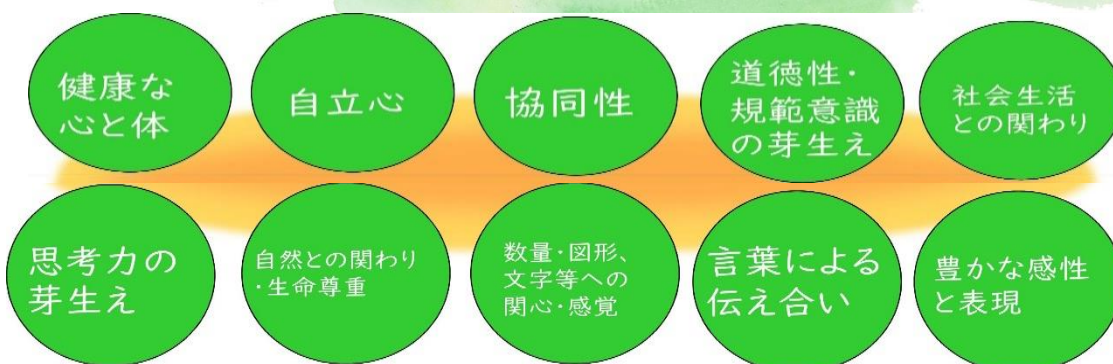 健康な
心と体
自立心
協同性
道徳性・
規範意識
の芽生え
社会生活
との関わり
思考力の
芽生え
自然との関わり
・生命尊重
数量・図形、
文字等への
関心・感覚
言葉による
伝え合い
豊かな感性
と表現